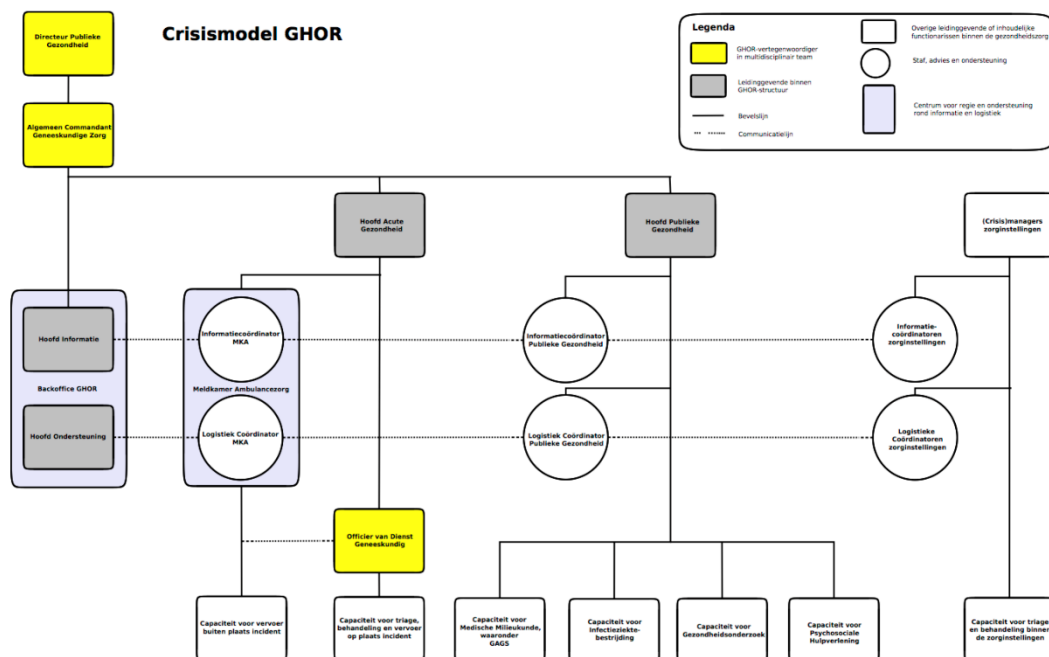 Directeur Publieke
Gezondheid
Crisismodel GHOR
Legenda
GHOR-vertegenwoordiger
in multidisciplinair team
Leidinggevende binnen
GHOR-structuur
Bevelslijn
Communicatielijn
Overige leidinggevende of inhoudelijke
functionarissen binnen de gezondheidszorg
Staf, advies en ondersteuning
Centrum voor regie en ondersteuning
rond informatie en logistiek
Algemeen Commandant
Geneeskundige Zorg
Hoofd Acute
Gezondheid
Hoofd Publieke
Gezondheid
(Crisis)managers
zorginstellingen
Hoofd Informatie
Informatiecoördinator
MKA
Informatiecoördinator
Publieke Gezondheid
Informatie-
coördinatoren
zorginstellingen
Backoffice GHOR
Meldkamer Ambulancezorg
Hoofd Ondersteuning
Logistiek Coördinator
MKA
Logistiek Coördinator
Publieke Gezondheid
Logistieke
Coördinatoren
zorginstellingen
Officier van Dienst
Geneeskundig
Capaciteit voor vervoer
buiten plaats incident
Capaciteit voor triage,
behandeling en vervoer
op plaats incident
Capaciteit voor
Medische Milieukunde,
waaronder
GAGS
Capaciteit voor
Infectieziekte-
bestrijding
Capaciteit voor
Gezondheidsonderzoek
Capaciteit voor
Psychosociale
Hulpverlening
Capaciteit voor triage
en behandeling binnen
de zorginstellingen